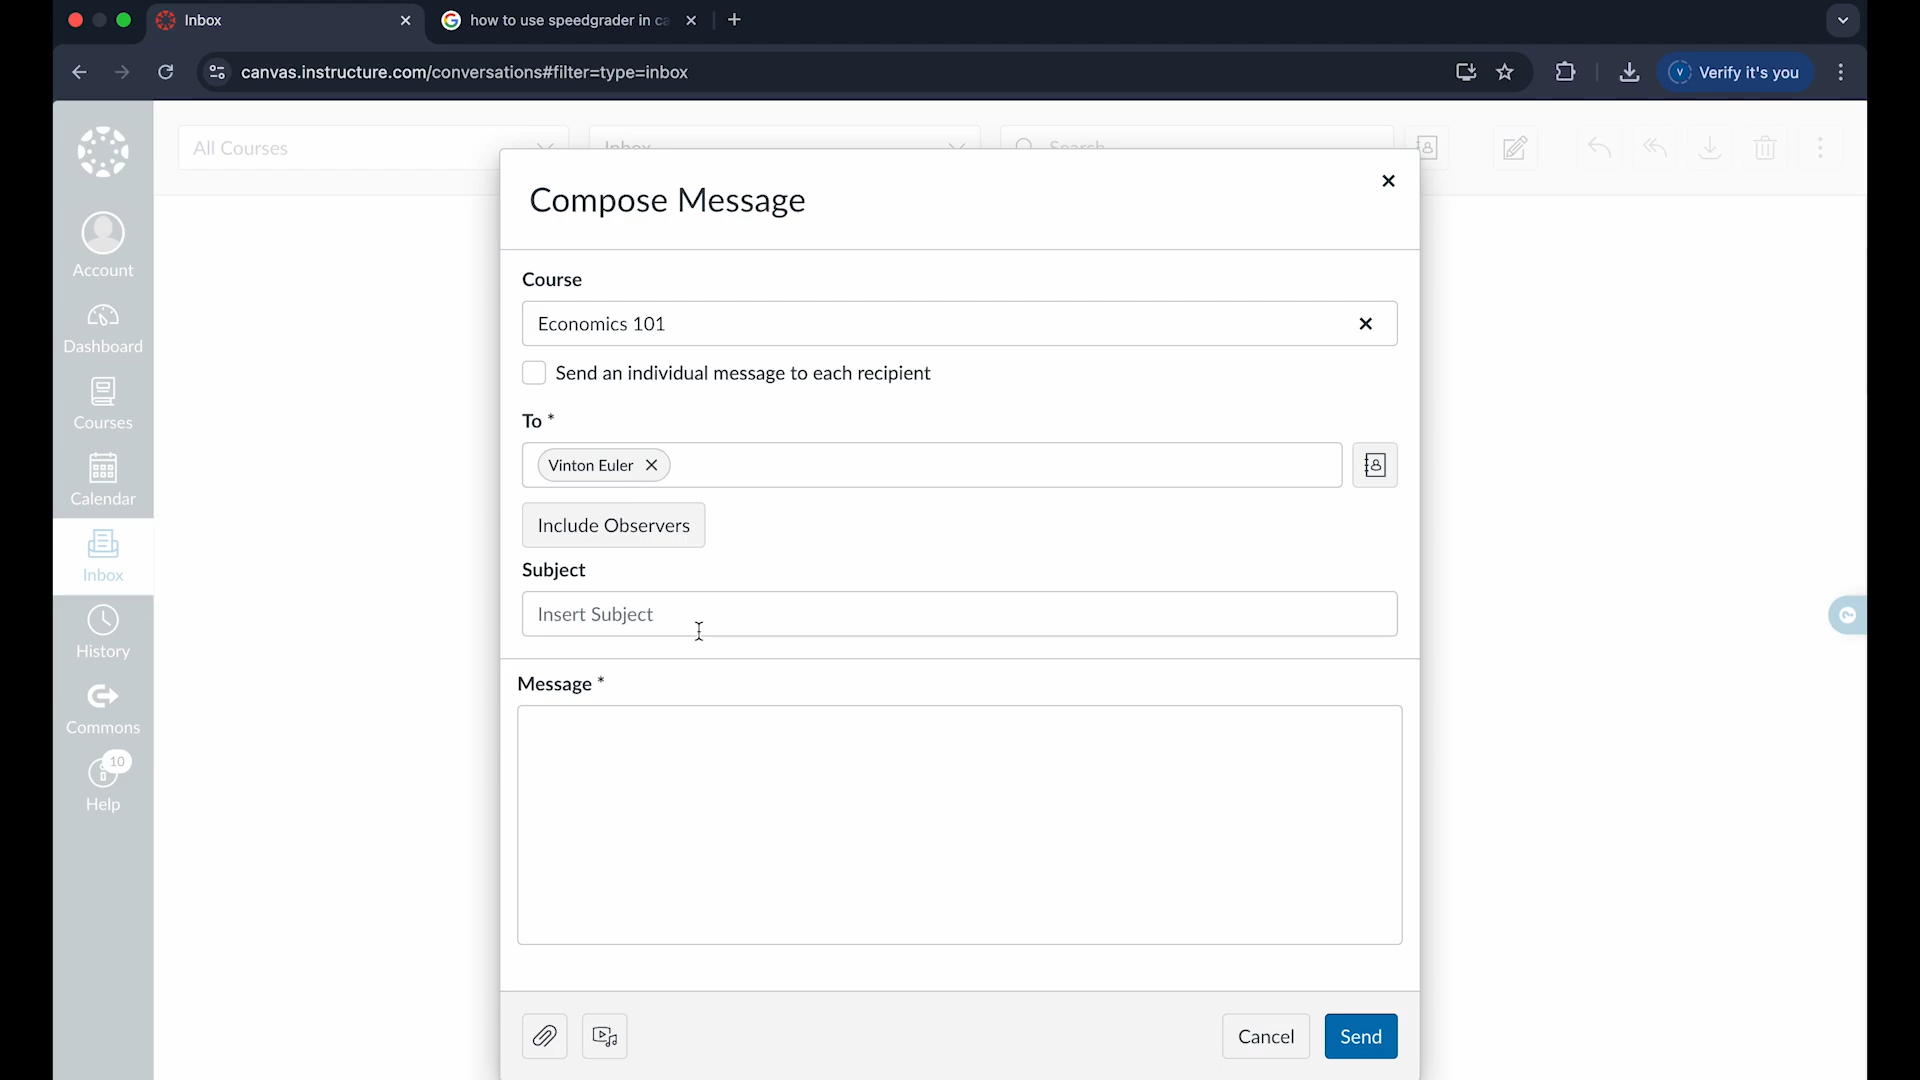 Inbox
how to use speedgrader in ca
canvas.instructure.com/conversations#filter=type=inbox
V
Verify it's you
All Courses
Inbox
Search
Compose Message
Account
Course
Dashboard
Economics 101
Send an individual message to each recipient
Courses
To *
Vinton Euler
Calendar
Include Observers
Inbox
Subject
Insert Subject
History
Message *
Commons
10
Help
Cancel
Send